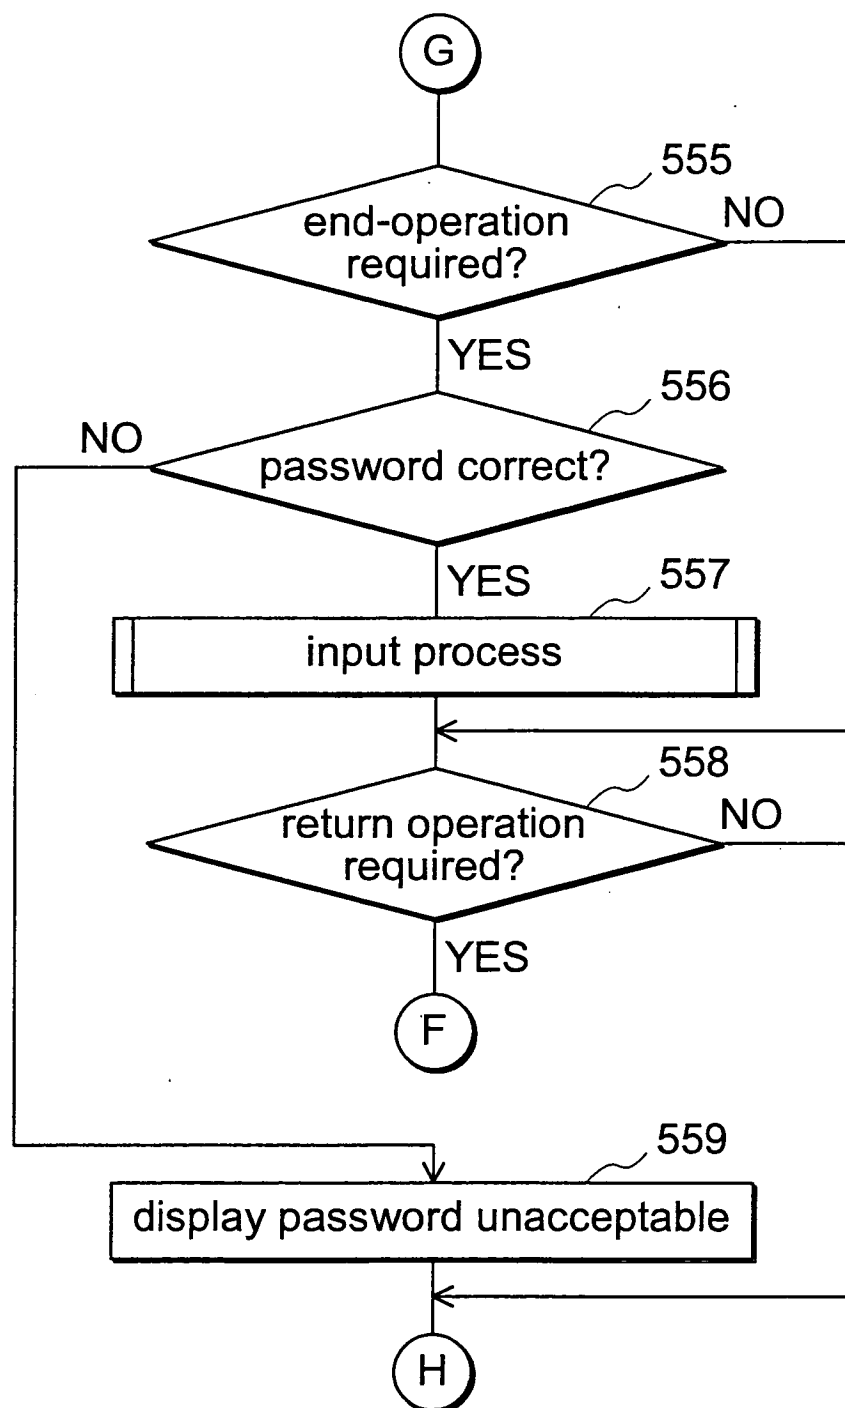 G
555
end-operation
required?
NO
YES
556
NO
password correct?
YES
557
input process
558
return operation
required?
NO
YES
F
559
display password unacceptable
H